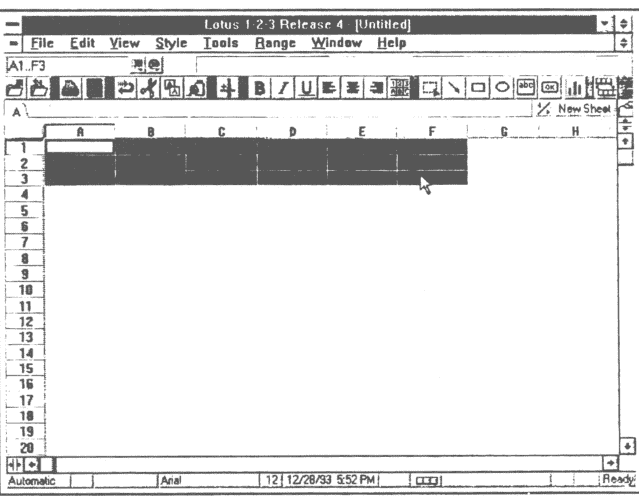 Lotus 1-2-3 Release 4 - [Untitled]
File Edit View Style Tools Range Window Help
A1..F3
B I U abc OK
A New Sheet
A B C D E F G H
1
2
3
4
5
6
7
8
9
10
11
12
13
14
15
16
17
18
19
20
Automatic Arial 12 12/28/93 5:52 PM Ready